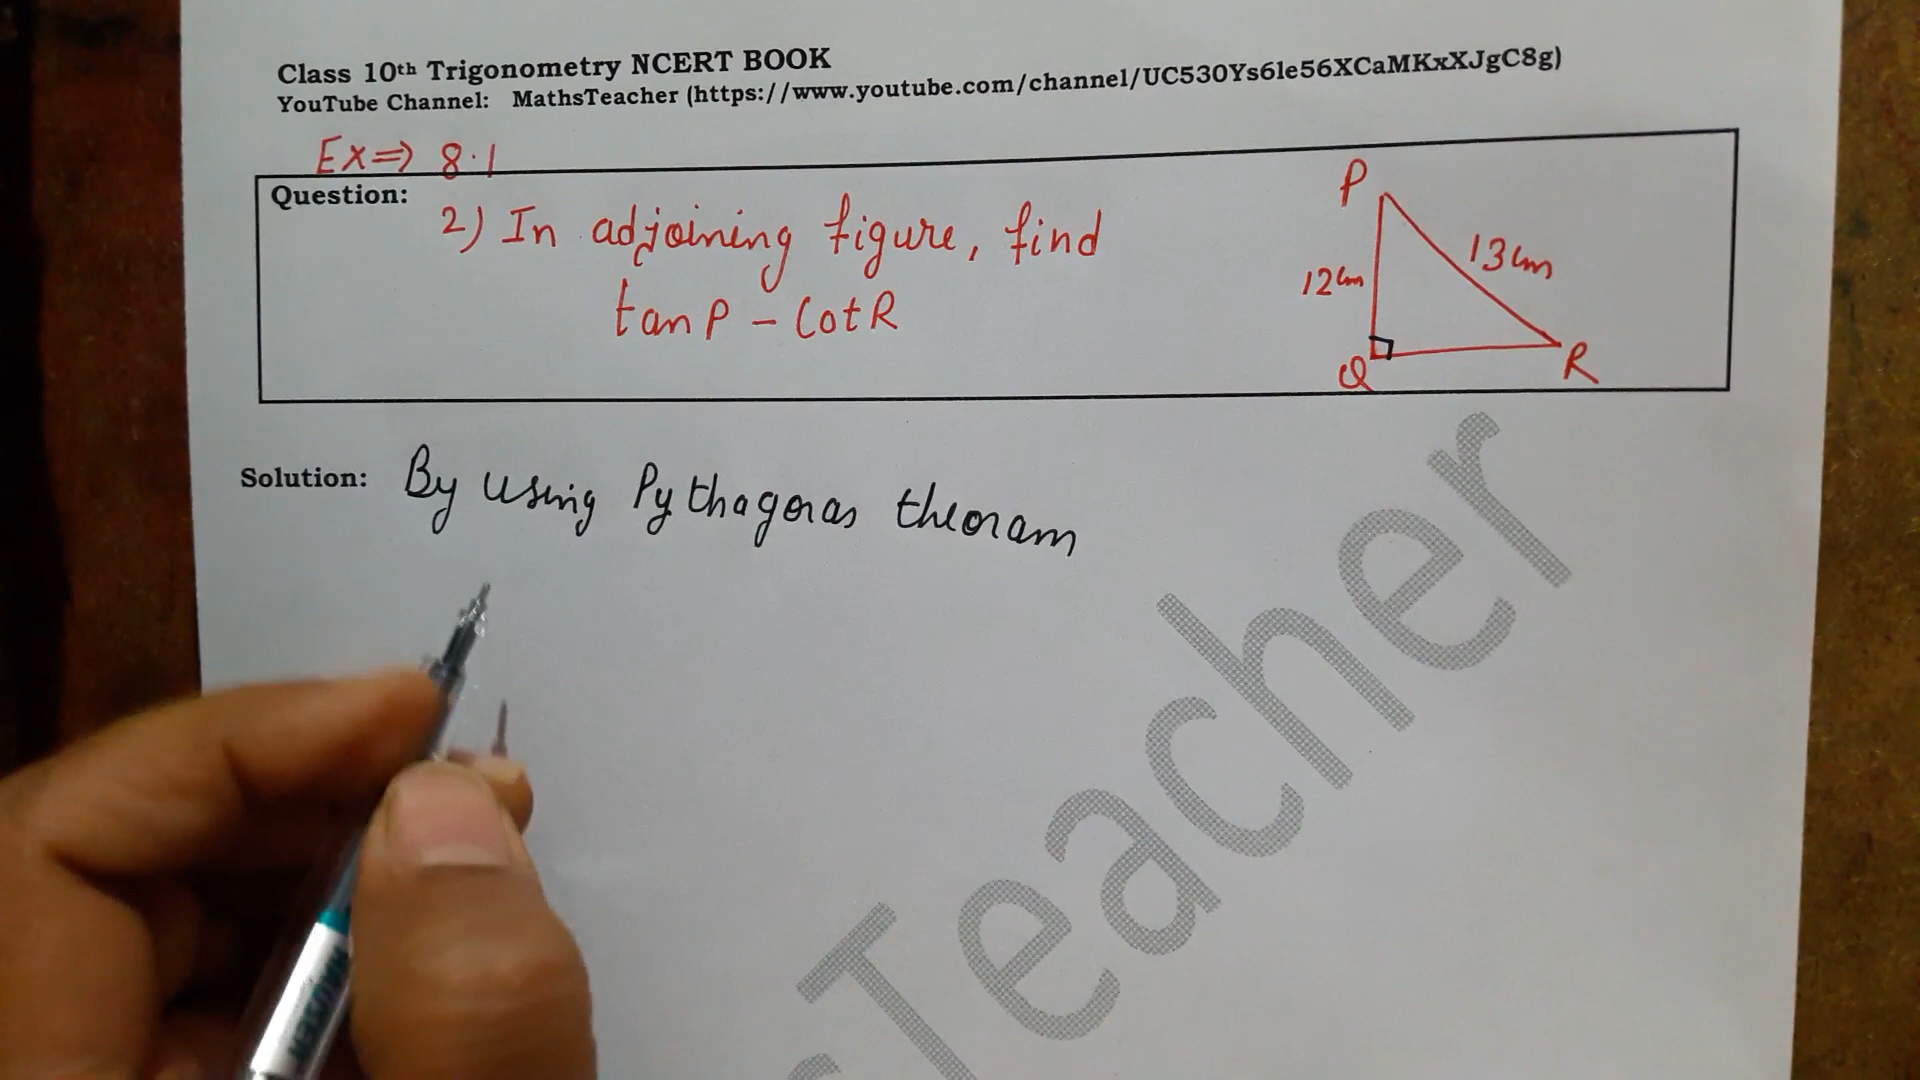 Class 10th Trigonometry NCERT BOOK
YouTube Channel: MathsTeacher (https://www.youtube.com/channel/UC530Ys6le56XCaMKxXJgC8g)
Ex⇒ 8.1
Question:
2) In adjoining figure, find
tan P - Cot R
P
12cm
13cm
Q
R
Solution: By using Pythagoras theoram
Teacher